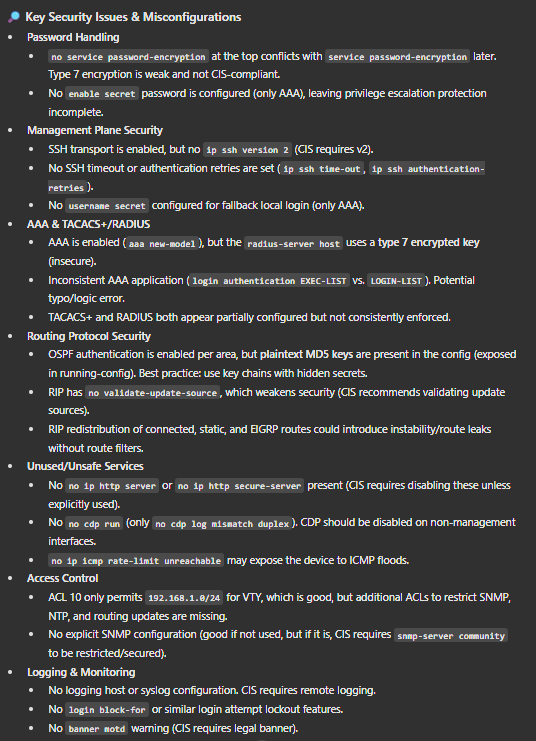 🔎 Key Security Issues & Misconfigurations
• Password Handling
• no service password-encryption at the top conflicts with service password-encryption later.
Type 7 encryption is weak and not CIS-compliant.
• No enable secret password is configured (only AAA), leaving privilege escalation protection
incomplete.
• Management Plane Security
• SSH transport is enabled, but no ip ssh version 2 (CIS requires v2).
• No SSH timeout or authentication retries are set ( ip ssh time-out , ip ssh authentication-
retries ).
• No username secret configured for fallback local login (only AAA).
• AAA & TACACS+/RADIUS
• AAA is enabled ( aaa new-model ), but the radius-server host uses a type 7 encrypted key
(insecure).
• Inconsistent AAA application ( login authentication EXEC-LIST vs. LOGIN-LIST ). Potential
typo/logic error.
• TACACS+ and RADIUS both appear partially configured but not consistently enforced.
• Routing Protocol Security
• OSPF authentication is enabled per area, but plaintext MD5 keys are present in the config (exposed
in running-config). Best practice: use key chains with hidden secrets.
• RIP has no validate-update-source , which weakens security (CIS recommends validating update
sources).
• RIP redistribution of connected, static, and EIGRP routes could introduce instability/route leaks
without route filters.
• Unused/Unsafe Services
• No no ip http server or no ip http secure-server present (CIS requires disabling these unless
explicitly used).
• No no cdp run (only no cdp log mismatch duplex ). CDP should be disabled on non-management
interfaces.
• no ip icmp rate-limit unreachable may expose the device to ICMP floods.
• Access Control
• ACL 10 only permits 192.168.1.0/24 for VTY, which is good, but additional ACLs to restrict SNMP,
NTP, and routing updates are missing.
• No explicit SNMP configuration (good if not used, but if it is, CIS requires snmp-server community
to be restricted/secured).
• Logging & Monitoring
• No logging host or syslog configuration. CIS requires remote logging.
• No login block-for or similar login attempt lockout features.
• No banner motd warning (CIS requires legal banner).